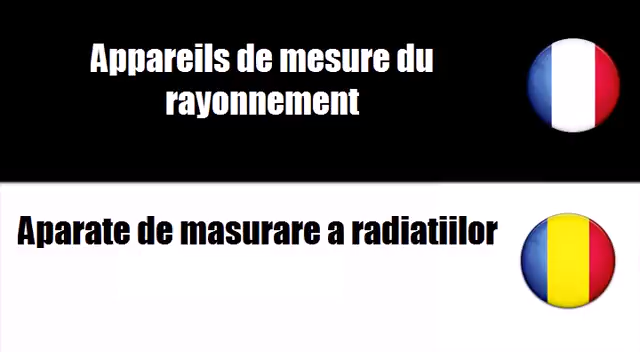 Appareils de mesure du
rayonnement
Aparate de masurare a radiatiilor